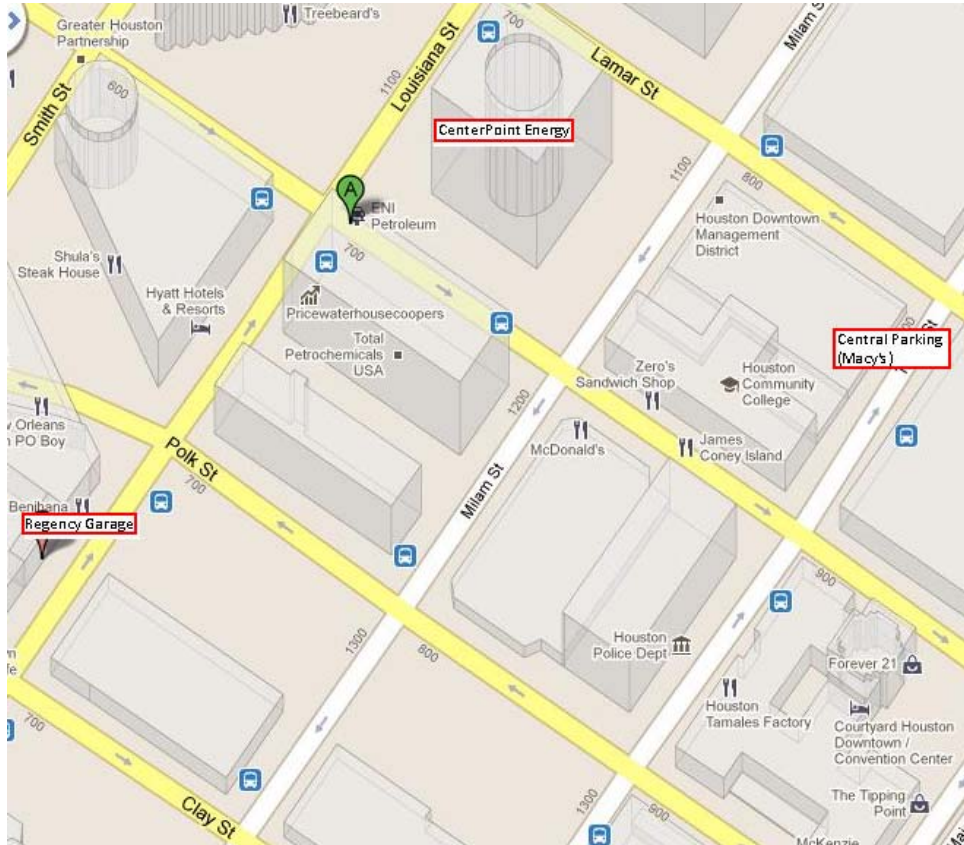 Treebeard's
Greater Houston
Partnership
700
Milam S
Louisiana St
1100
Lamar St
600
Smith St
CenterPoint Energy
1100
800
A
ENI
Petroleum
700
Houston Downtown
Management
District
Shula's
Steak House
Hyatt Hotels
& Resorts
Pricewaterhousecoopers
Total
Petrochemicals
USA
Central Parking
(Macy's)
St
Zero's
Sandwich Shop
Houston
Community
College
1200
Orleans
PO Boy
McDonald's
James
Coney Island
Polk St
700
Milam St
Benihana
Regency Garage
900
1300
800
Houston
Police Dept
Forever 21
Houston
Tamales Factory
Courtyard Houston
Downtown /
Convention Center
700
Clay St
1300
900
The Tipping
Point
McKenzie